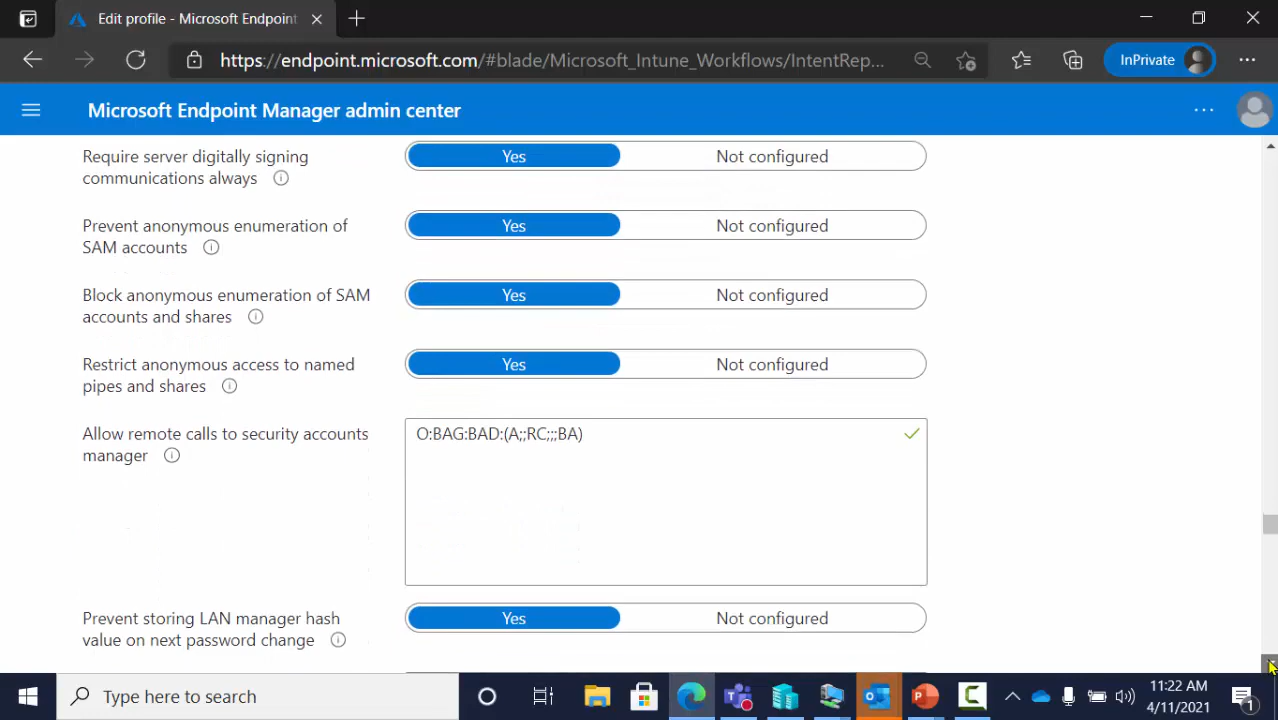 Edit profile - Microsoft Endpoint
https://endpoint.microsoft.com/#blade/Microsoft_Intune_Workflows/IntentRep...
InPrivate
Microsoft Endpoint Manager admin center
Require server digitally signing
communications always
Yes
Not configured
Prevent anonymous enumeration of
SAM accounts
Yes
Not configured
Block anonymous enumeration of SAM
accounts and shares
Yes
Not configured
Restrict anonymous access to named
pipes and shares
Yes
Not configured
Allow remote calls to security accounts
manager
O:BAG:BAD:(A;;RC;;;BA)
Prevent storing LAN manager hash
value on next password change
Yes
Not configured
Type here to search
11:22 AM
4/11/2021
1